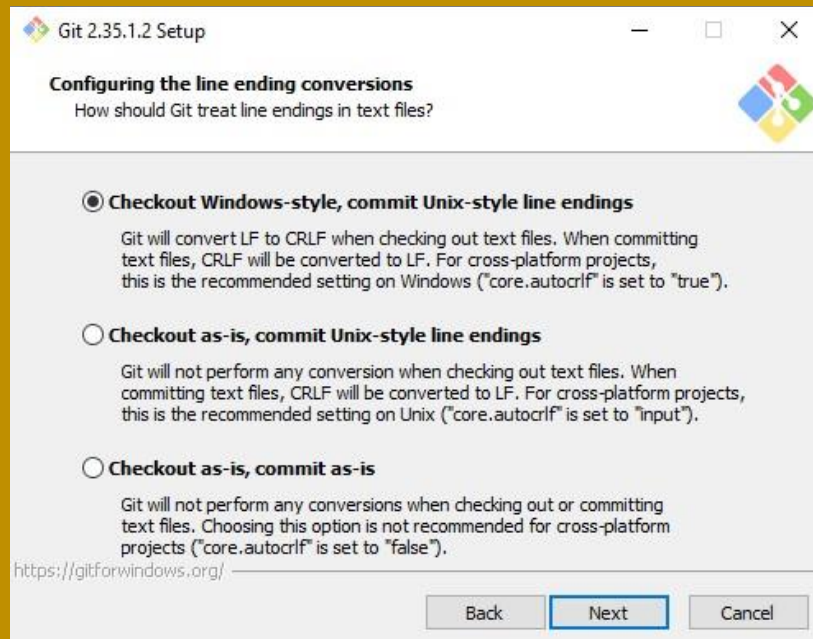 Git 2.35.1.2 Setup
Configuring the line ending conversions
How should Git treat line endings in text files?
Checkout Windows-style, commit Unix-style line endings
Git will convert LF to CRLF when checking out text files. When committing
text files, CRLF will be converted to LF. For cross-platform projects,
this is the recommended setting on Windows ("core.autocrlf" is set to "true").
Checkout as-is, commit Unix-style line endings
Git will not perform any conversion when checking out text files. When
committing text files, CRLF will be converted to LF. For cross-platform projects,
this is the recommended setting on Unix ("core.autocrlf" is set to "input").
Checkout as-is, commit as-is
Git will not perform any conversions when checking out or committing
text files. Choosing this option is not recommended for cross-platform
projects ("core.autocrlf" is set to "false").
https://gitforwindows.org/
Back Next Cancel